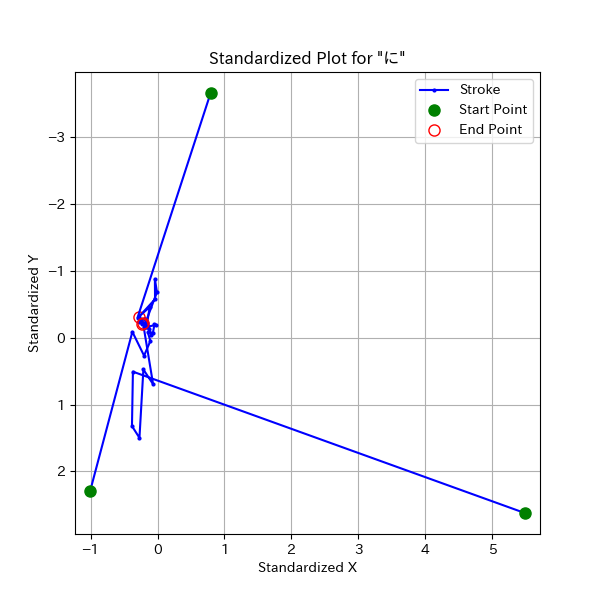 Standardized Plot for "に"
Stroke
Start Point
End Point
−3
−2
−1
0
1
2
Standardized Y
−1 0 1 2 3 4 5
Standardized X